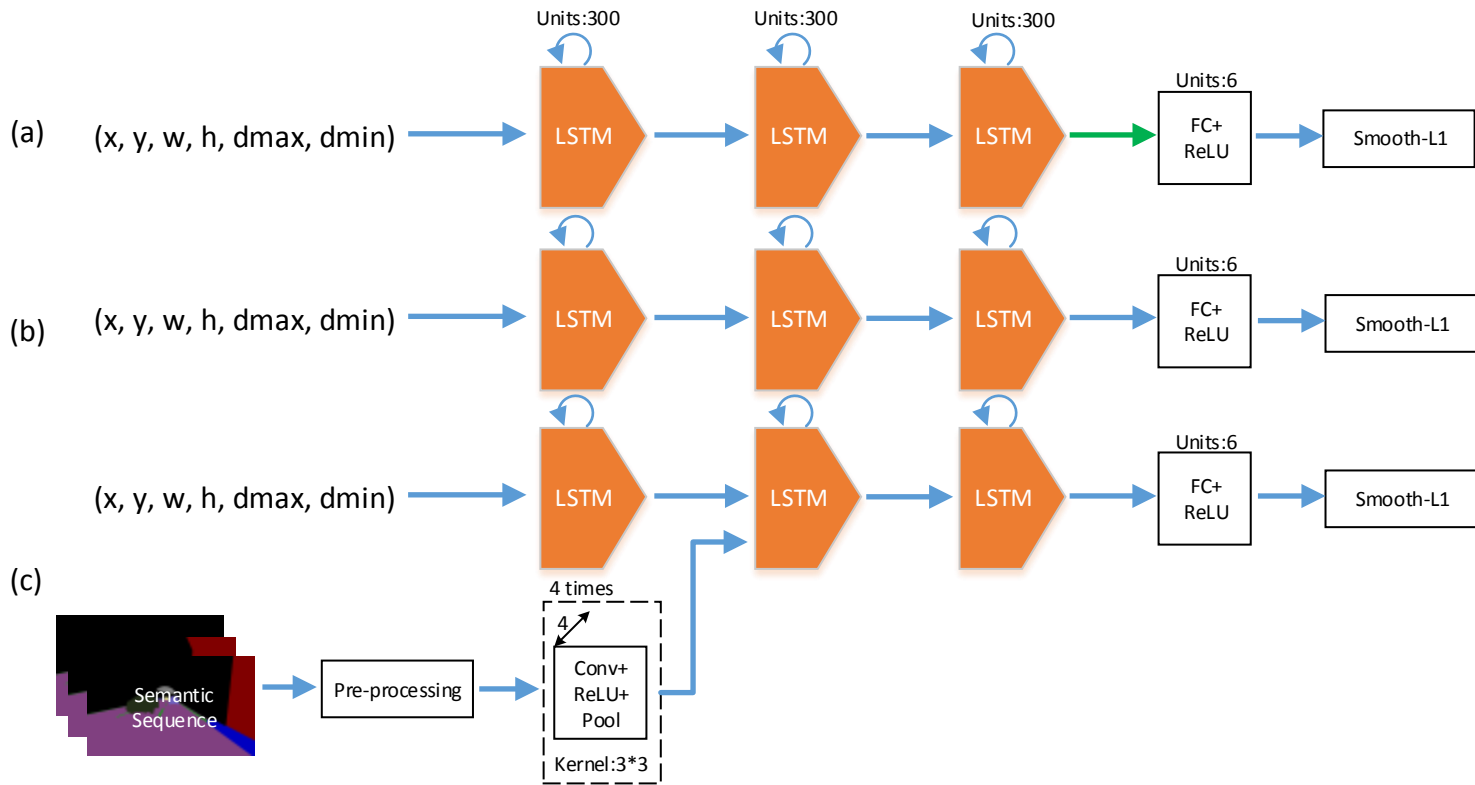 Units:300
Units:300
Units:300
(a)
(x, y, w, h, dmax, dmin)
LSTM
LSTM
LSTM
Units:6
FC+
ReLU
Smooth-L1
(b)
(x, y, w, h, dmax, dmin)
LSTM
LSTM
LSTM
Units:6
FC+
ReLU
Smooth-L1
(x, y, w, h, dmax, dmin)
LSTM
LSTM
LSTM
Units:6
FC+
ReLU
Smooth-L1
(c)
Semantic
Sequence
Pre-processing
4 times
4
Conv+
ReLU+
Pool
Kernel:3*3